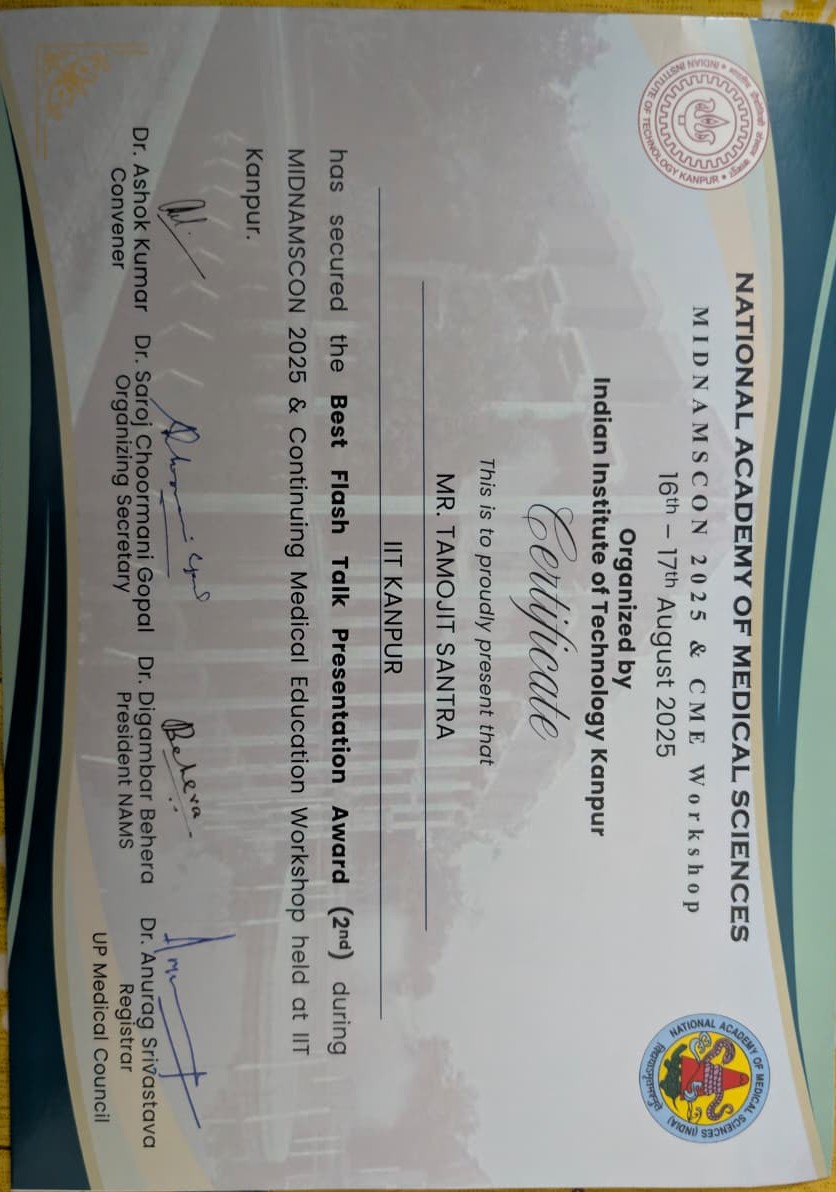 NATIONAL ACADEMY OF MEDICAL SCIENCES
MIDNAMSCON 2025 & CME Workshop
16th – 17th August 2025
Organized by
Indian Institute of Technology Kanpur
Certificate
This is to proudly present that
MR. TAMOJIT SANTRA
IIT KANPUR
has secured the Best Flash Talk Presentation Award (2nd) during
MIDNAMSCON 2025 & Continuing Medical Education Workshop held at IIT
Kanpur.
Behera
Dr. Ashok Kumar
Convener
Dr. Saroj Choormani Gopal
Organizing Secretary
Dr. Digambar Behera
President NAMS
Dr. Anurag Srivastava
Registrar
UP Medical Council
INDIAN INSTITUTE OF TECHNOLOGY KANPUR
NATIONAL ACADEMY OF MEDICAL SCIENCES (INDIA)